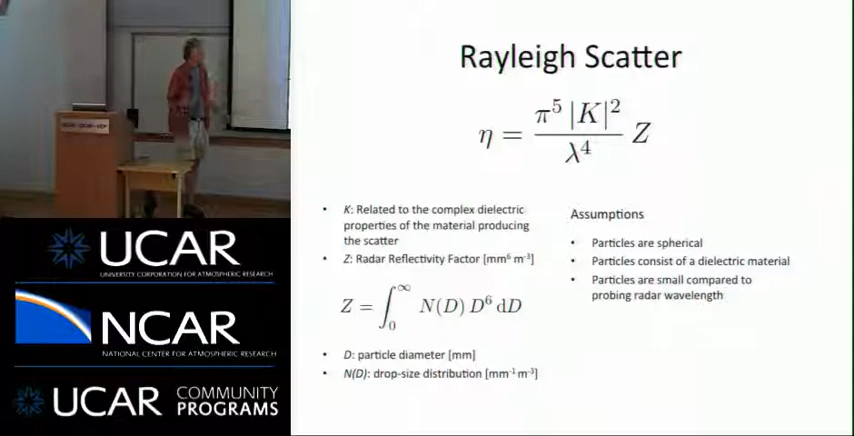 Rayleigh Scatter
η = π⁵ |K|² / λ⁴ Z
• K: Related to the complex dielectric
properties of the material producing
the scatter
• Z: Radar Reflectivity Factor [mm⁶ m⁻³]
Z = ∫₀^∞ N(D) D⁶ dD
• D: particle diameter [mm]
• N(D): drop-size distribution [mm⁻¹ m⁻³]
Assumptions
• Particles are spherical
• Particles consist of a dielectric material
• Particles are small compared to
probing radar wavelength
UCAR
UNIVERSITY CORPORATION FOR ATMOSPHERIC RESEARCH
NCAR
NATIONAL CENTER FOR ATMOSPHERIC RESEARCH
UCAR COMMUNITY
PROGRAMS